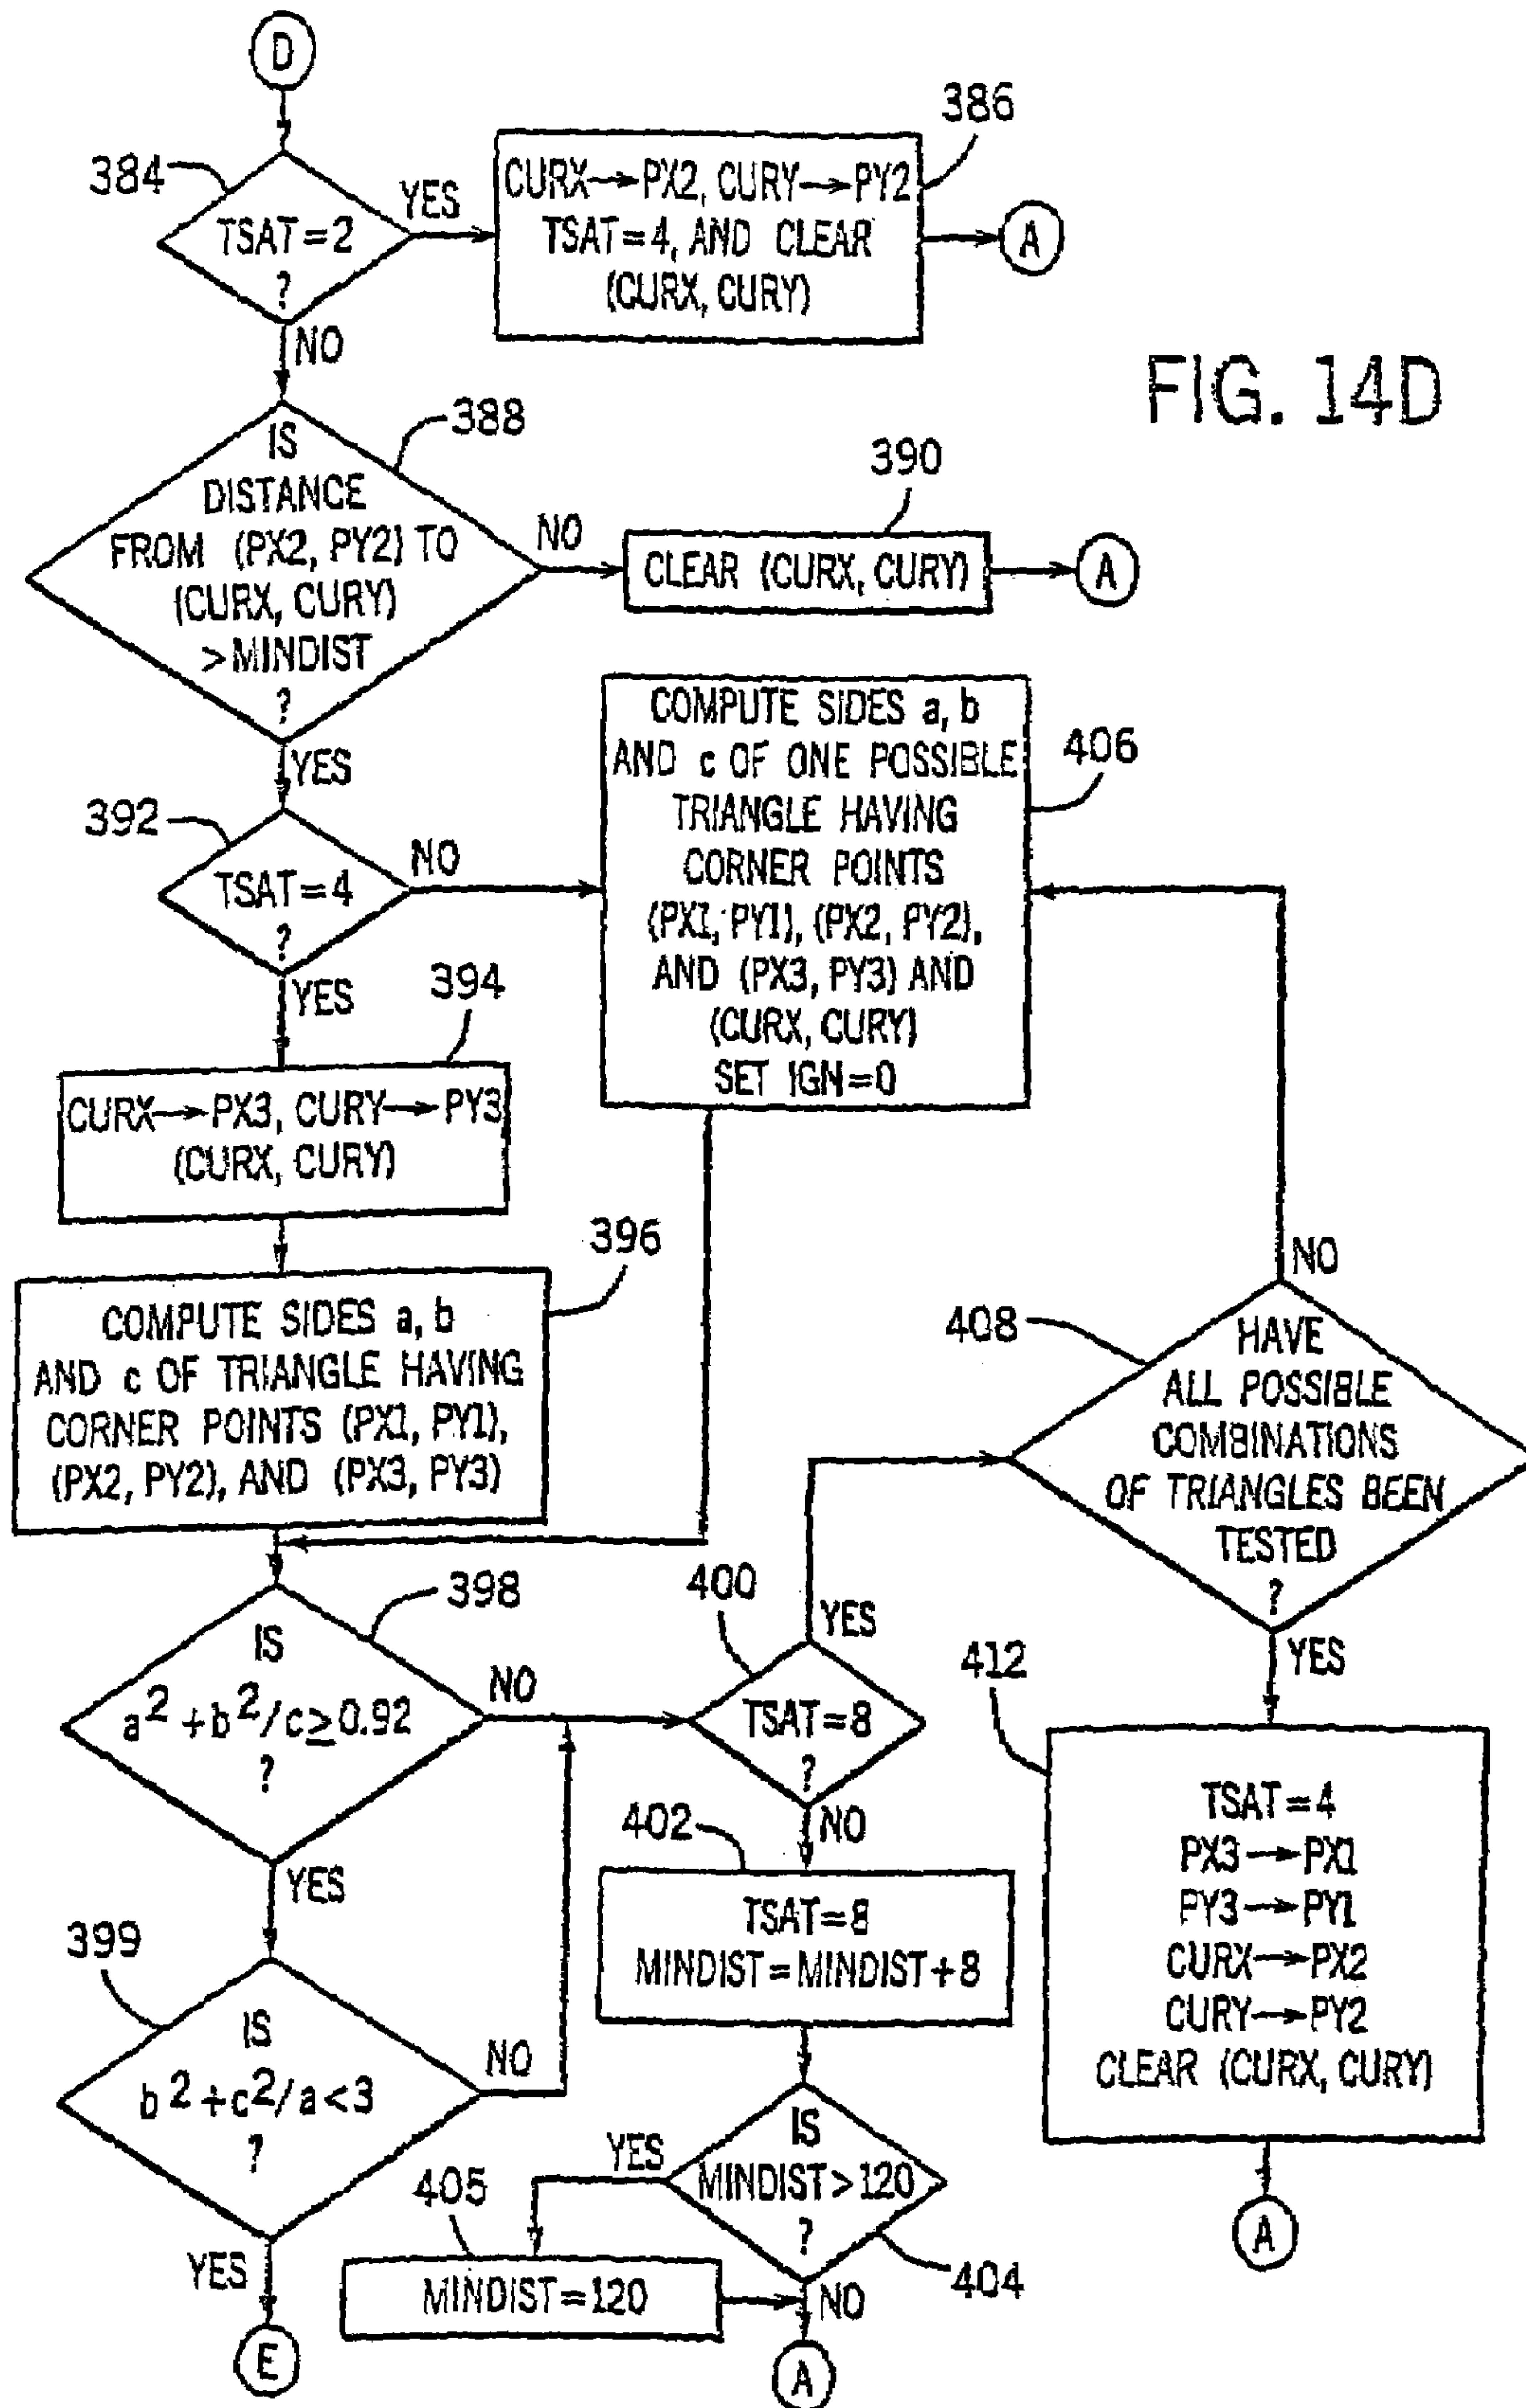 D
?
384
TSAT=2
?
YES
NO
386
CURX→PX2, CURY→PY2
TSAT=4, AND CLEAR
(CURX, CURY)
A
FIG. 14D
388
IS
DISTANCE
FROM (PX2, PY2) TO
(CURX, CURY)
>MINDIST
?
NO
YES
390
CLEAR (CURX, CURY)
A
392
TSAT=4
?
NO
YES
406
COMPUTE SIDES a, b
AND c OF ONE POSSIBLE
TRIANGLE HAVING
CORNER POINTS
(PX1, PY1), (PX2, PY2),
AND (PX3, PY3) AND
(CURX, CURY)
SET IGN=0
394
CURX→PX3, CURY→PY3
(CURX, CURY)
396
COMPUTE SIDES a, b
AND c OF TRIANGLE HAVING
CORNER POINTS (PX1, PY1),
(PX2, PY2), AND (PX3, PY3)
NO
408
HAVE
ALL POSSIBLE
COMBINATIONS
OF TRIANGLES BEEN
TESTED
?
YES
398
IS
a²+b²/c≥0.92
?
NO
YES
400
TSAT=8
?
YES
NO
399
IS
b²+c²/a<3
?
NO
YES
E
402
TSAT=8
MINDIST=MINDIST+8
IS
MINDIST>120
?
404
YES
NO
405
MINDIST=120
A
412
TSAT=4
PX3→PX1
PY3→PY1
CURX→PX2
CURY→PY2
CLEAR (CURX, CURY)
A